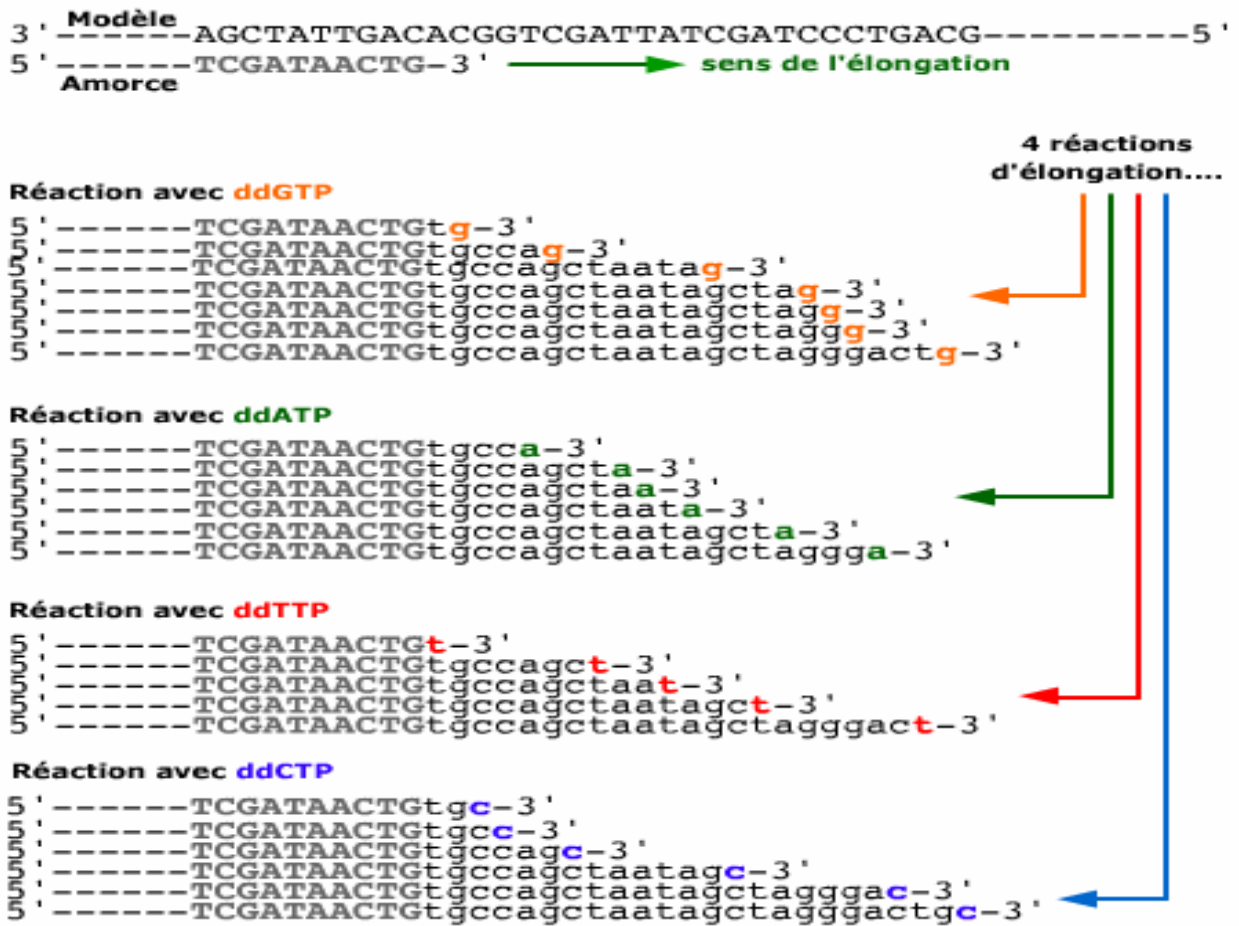 Modèle
3'------AGCTATTGACACGGTCGATTATCGATCCCTGACG---------5'
5'------TCGATAACTG-3' sens de l'élongation
Amorce
4 réactions
d'élongation....
Réaction avec ddGTP
5'------TCGATAACTGtg-3'
5'------TCGATAACTGtgccag-3'
5'------TCGATAACTGtgccagctaatag-3'
5'------TCGATAACTGtgccagctaatagctag-3'
5'------TCGATAACTGtgccagctaatagctagg-3'
5'------TCGATAACTGtgccagctaatagctaggg-3'
5'------TCGATAACTGtgccagctaatagctagggactg-3'
Réaction avec ddATP
5'------TCGATAACTGtgcca-3'
5'------TCGATAACTGtgccagcta-3'
5'------TCGATAACTGtgccagctaa-3'
5'------TCGATAACTGtgccagctaata-3'
5'------TCGATAACTGtgccagctaatagcta-3'
5'------TCGATAACTGtgccagctaatagctaggga-3'
Réaction avec ddTTP
5'------TCGATAACTGt-3'
5'------TCGATAACTGtgccagct-3'
5'------TCGATAACTGtgccagctaat-3'
5'------TCGATAACTGtgccagctaatagct-3'
5'------TCGATAACTGtgccagctaatagctagggact-3'
Réaction avec ddCTP
5'------TCGATAACTGtgc-3'
5'------TCGATAACTGtgcc-3'
5'------TCGATAACTGtgccagc-3'
5'------TCGATAACTGtgccagctaatagc-3'
5'------TCGATAACTGtgccagctaatagctagggac-3'
5'------TCGATAACTGtgccagctaatagctagggactgc-3'